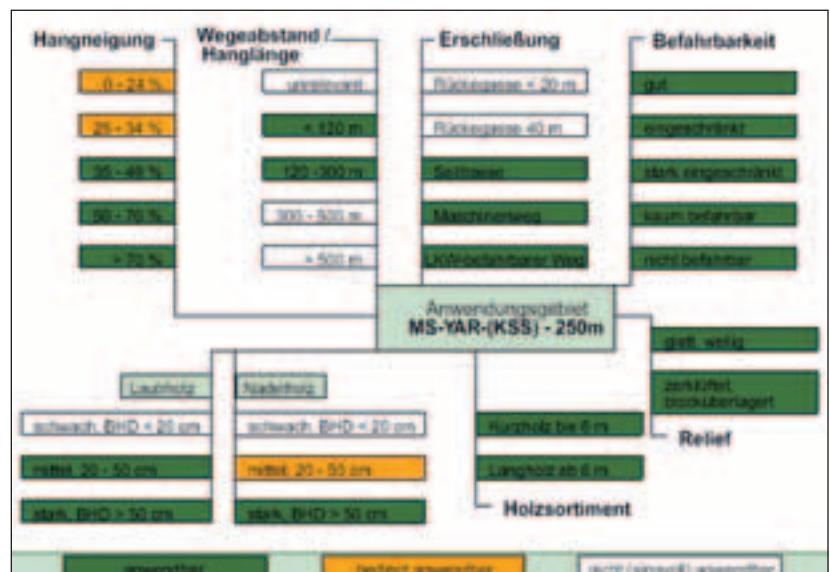 Hangneigung
0 - 24 %
25 - 34 %
35 - 49 %
50 - 70 %
> 70 %
Wegeabstand /
Hanglänge
unrelevant
< 120 m
120 -300 m
300 - 500 m
> 500 m
Erschließung
Rückegasse < 20 m
Rückegasse 40 m
Seiltrasse
Maschinenweg
LKW-befahrbarer Weg
Befahrbarkeit
gut
eingeschränkt
stark eingeschränkt
kaum befahrbar
nicht befahrbar
Anwendungsgebiet
MS-YAR-(KSS) - 250m
glatt, wellig
zerklüftet,
blocküberlagert
Relief
Laubholz
schwach, BHD < 20 cm
mittel, 20 - 50 cm
stark, BHD > 50 cm
Nadelholz
schwach, BHD < 20 cm
mittel, 20 - 50 cm
stark, BHD > 50 cm
Kurzholz bis 6 m
Langholz ab 6 m
Holzsortiment
anwendbar
bedingt anwendbar
nicht (sinnvoll) anwendbar